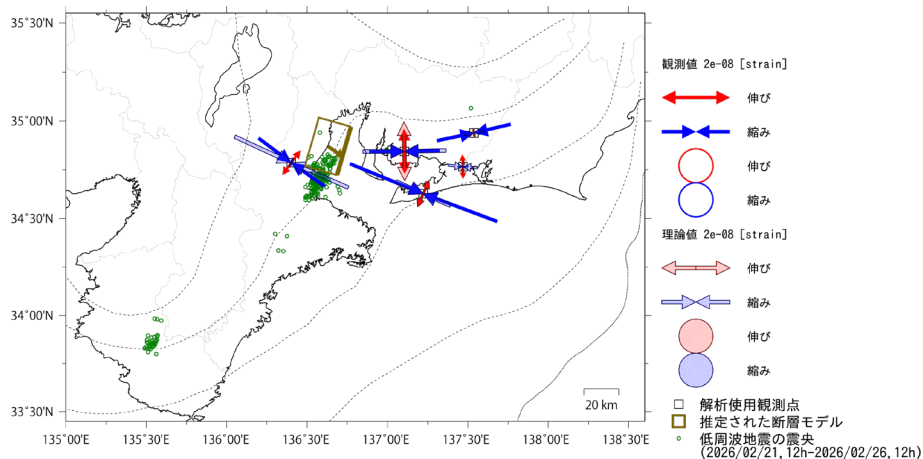 35°30'N
35°00'N
34°30'N
34°00'N
33°30'N
135°00'E
135°30'E
136°00'E
136°30'E
137°00'E
137°30'E
138°00'E
138°30'E
20 km
観測値 2e-08 [strain]
伸び
縮み
伸び
縮み
理論値 2e-08 [strain]
伸び
縮み
伸び
縮み
解析使用観測点
推定された断層モデル
低周波地震の震央
(2026/02/21,12h-2026/02/26,12h)